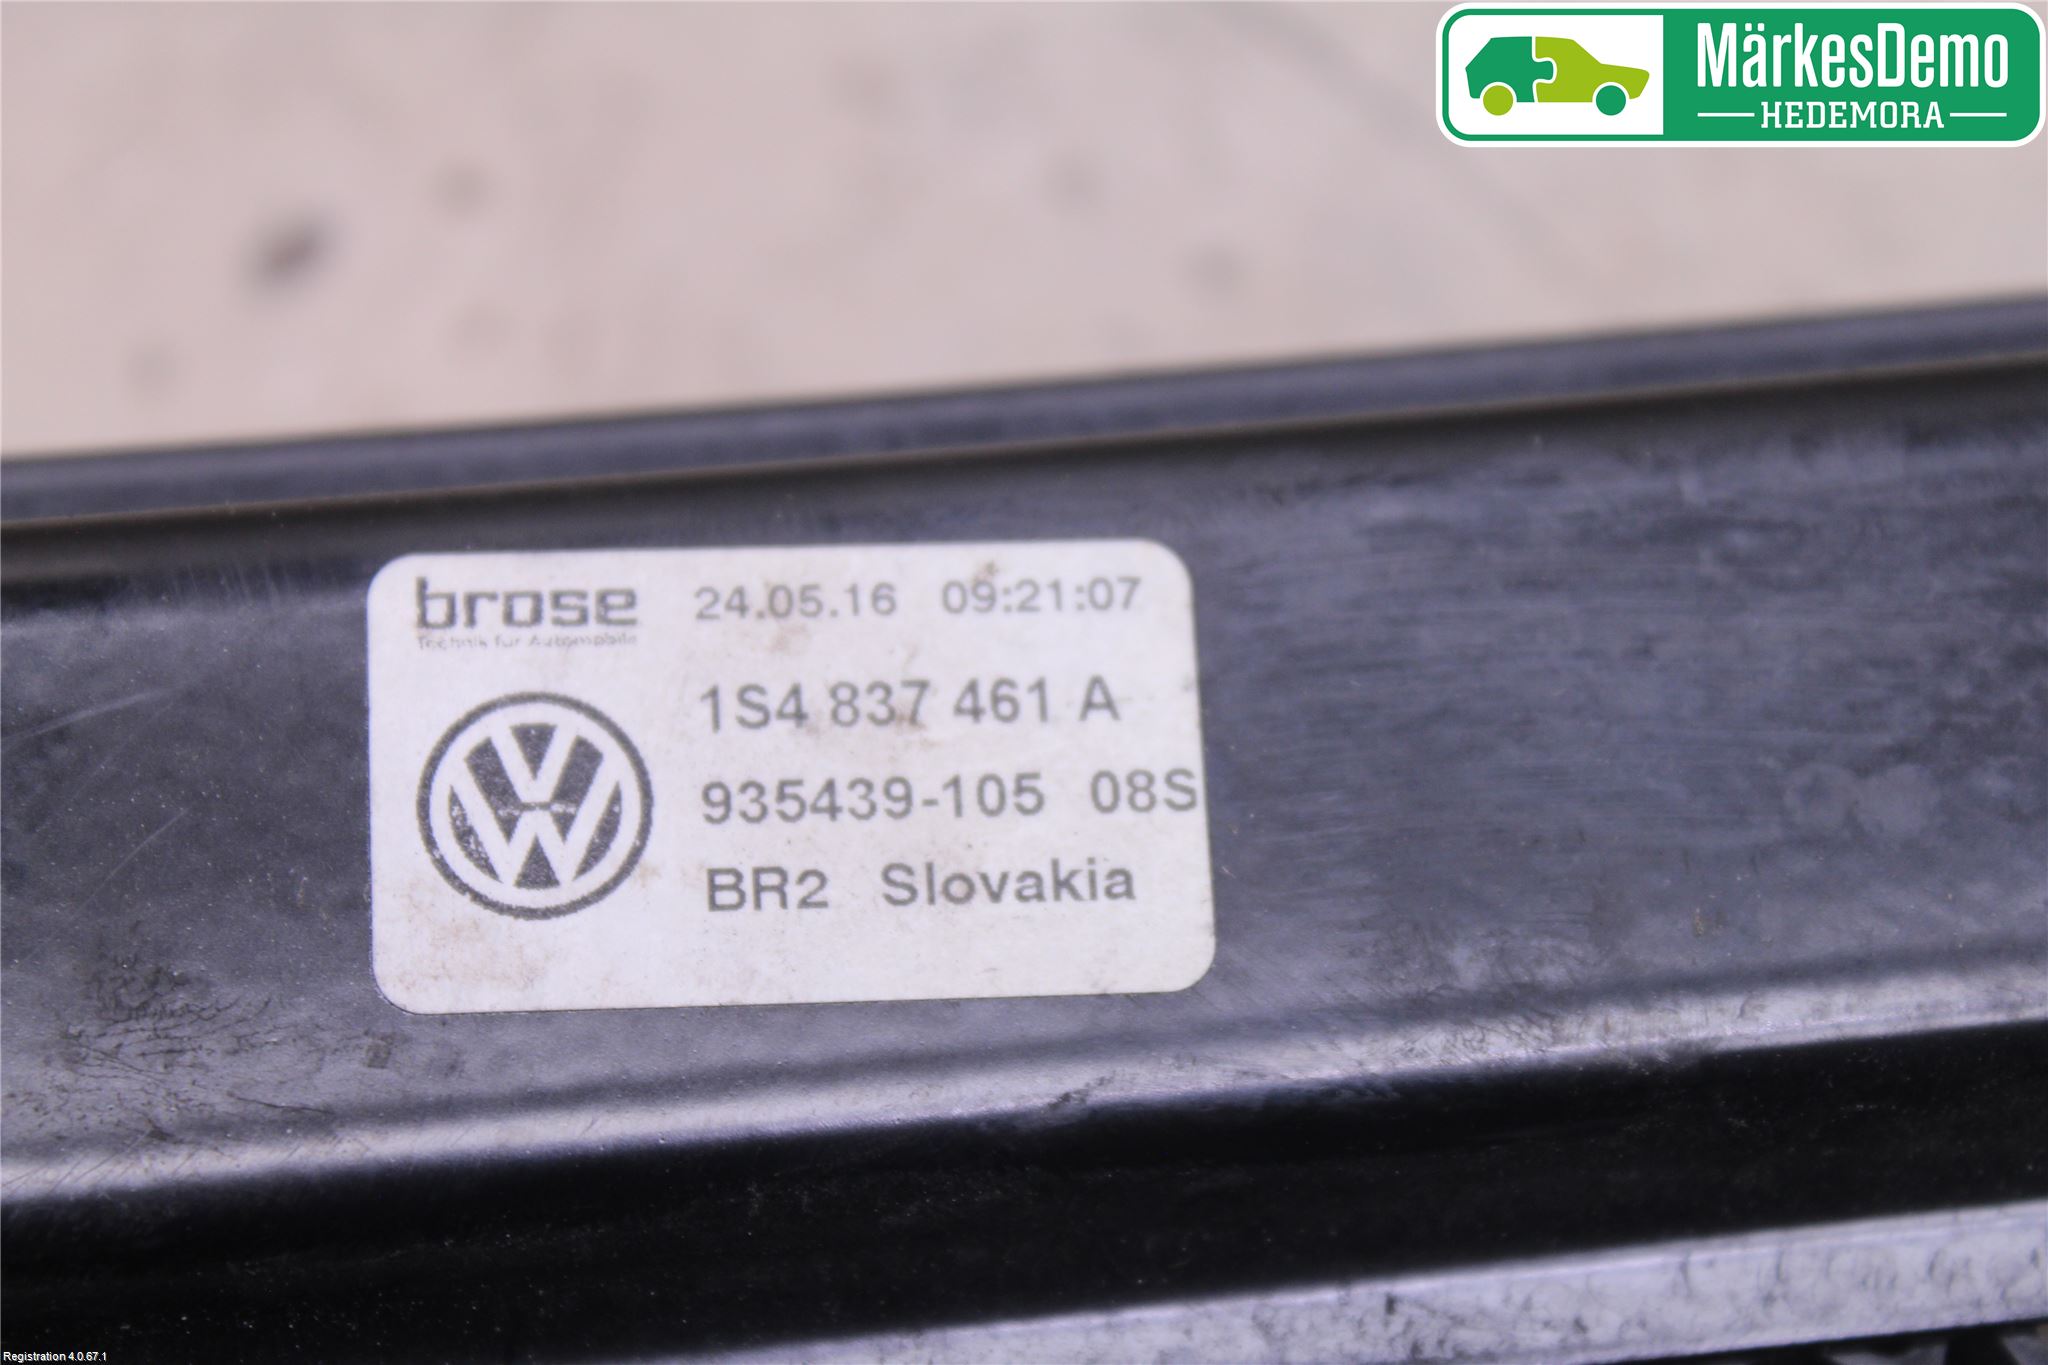 MärkesDemo
HEDEMORA
brose 24.05.16 09:21:07
Technik für Automobile
1S4 837 461 A
935439-105 08S
BR2 Slovakia
Registration 4.0.67.1